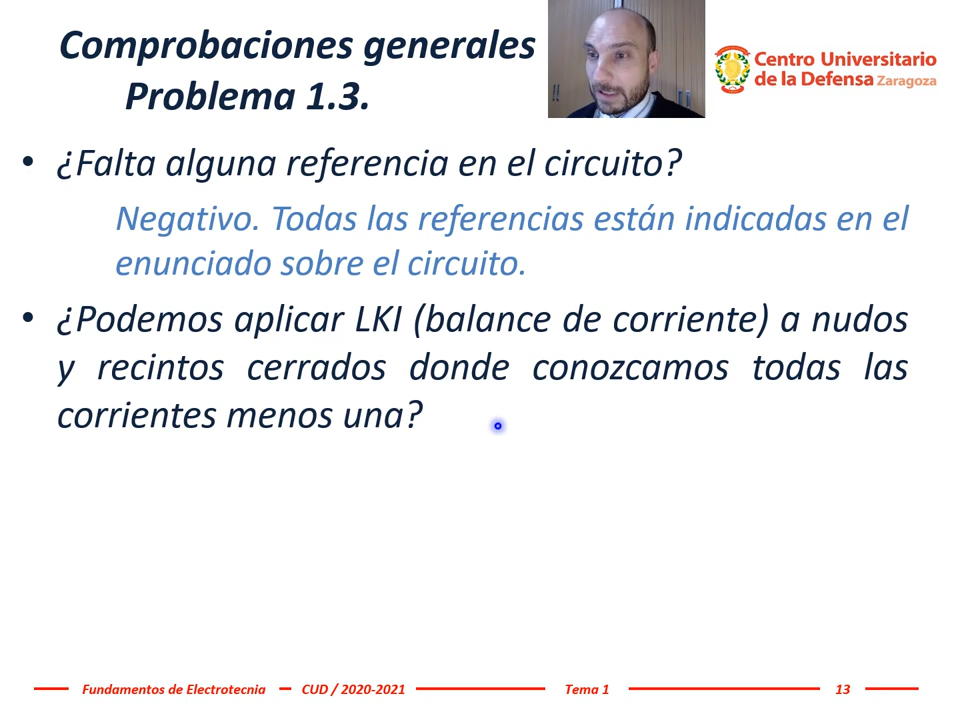 Comprobaciones generales
Problema 1.3.
Centro Universitario
de la Defensa Zaragoza
• ¿Falta alguna referencia en el circuito?
Negativo. Todas las referencias están indicadas en el
enunciado sobre el circuito.
• ¿Podemos aplicar LKI (balance de corriente) a nudos
y recintos cerrados donde conozcamos todas las
corrientes menos una?
Fundamentos de Electrotecnia CUD / 2020-2021 Tema 1 13